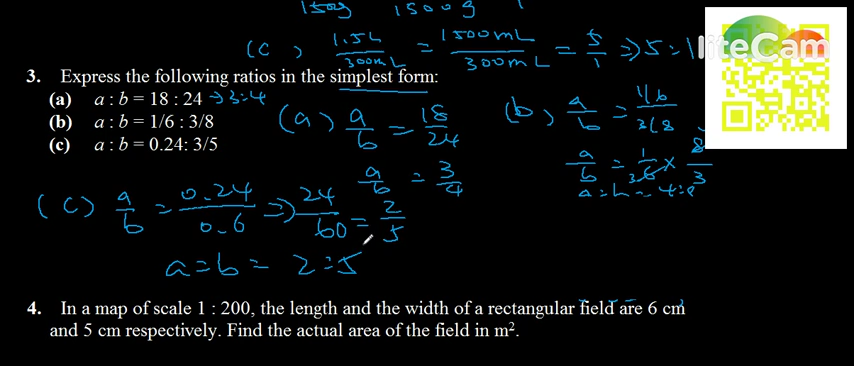 150g 1500g 1
(C) 1.5L/300mL = 1500mL/300mL = 5/1 => 5 : 1
liteCam
3. Express the following ratios in the simplest form:
(a) a : b = 18 : 24 → 3:4
(b) a : b = 1/6 : 3/8
(c) a : b = 0.24: 3/5
(a) a/b = 18/24
a/b = 3/4
(b) a/b = 1/6 / 3/8
a/b = 1/6 × 8/3
a : b = 4 :
(C) a/b = 0.24/0.6 => 24/60 = 2/5
a : b = 2 : 5
4. In a map of scale 1 : 200, the length and the width of a rectangular field are 6 cm
and 5 cm respectively. Find the actual area of the field in m².